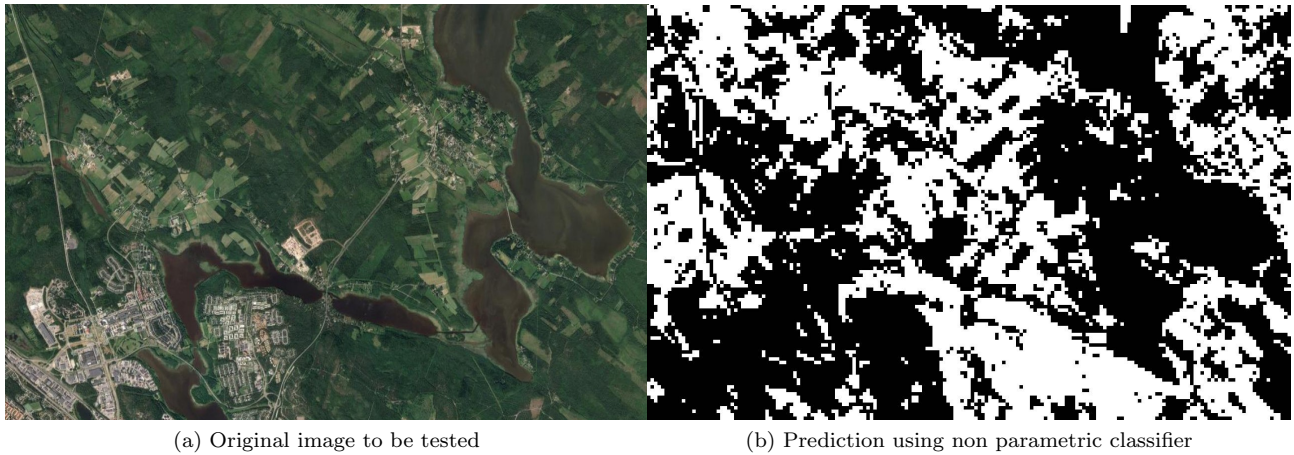 (a) Original image to be tested
(b) Prediction using non parametric classifier